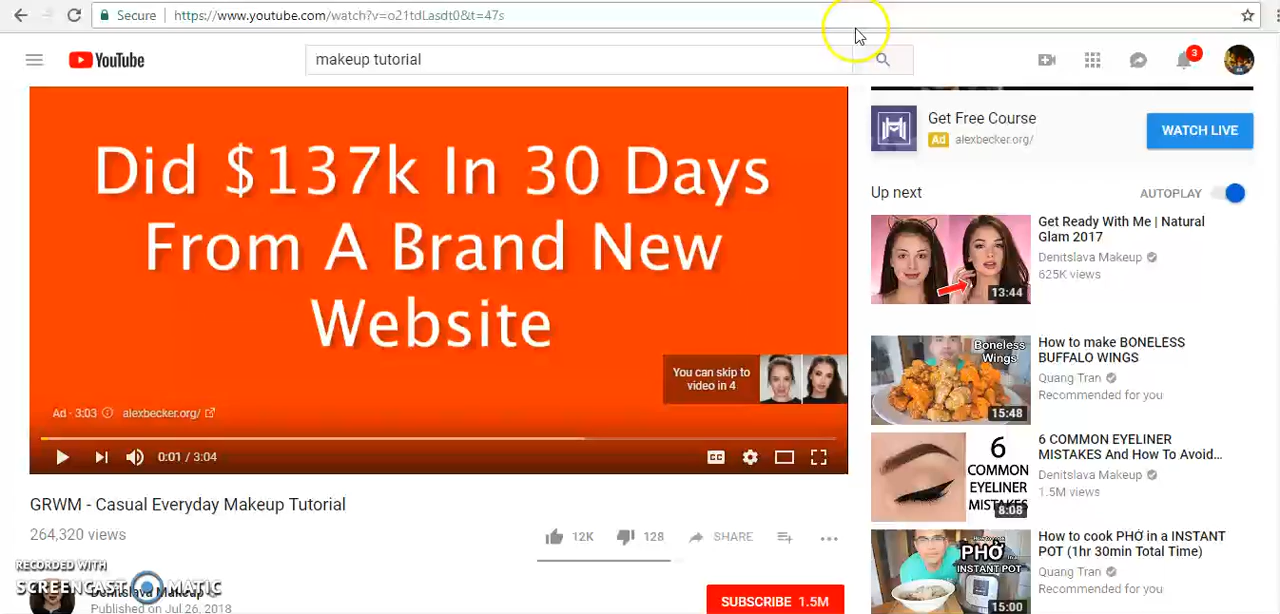 Secure
https://www.youtube.com/watch?v=o21tdLasdt0&t=47s
YouTube
makeup tutorial
3
Did $137k In 30 Days
From A Brand New
Website
You can skip to
video in 4
Ad · 3:03
alexbecker.org/
0:01 / 3:04
CC
GRWM - Casual Everyday Makeup Tutorial
264,320 views
12K
128
SHARE
RECORDED WITH
SCREENCAST MATIC
Denitslava Makeup
Published on Jul 26, 2018
SUBSCRIBE 1.5M
Get Free Course
Ad
alexbecker.org/
WATCH LIVE
Up next
AUTOPLAY
13:44
Get Ready With Me | Natural
Glam 2017
Denitslava Makeup
625K views
Boneless
Wings
15:48
How to make BONELESS
BUFFALO WINGS
Quang Tran
Recommended for you
6
COMMON
EYELINER
MISTAKES
8:08
6 COMMON EYELINER
MISTAKES And How To Avoid...
Denitslava Makeup
1.5M views
How to cook
PHỞ
in a
INSTANT
POT
15:00
How to cook PHỞ in a INSTANT
POT (1hr 30min Total Time)
Quang Tran
Recommended for you